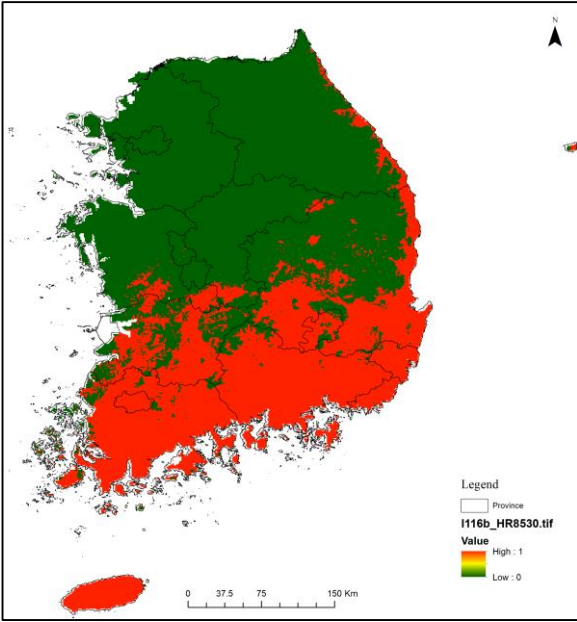 N
Legend
Province
I116b_HR8530.tif
Value
High : 1
Low : 0
0 37.5 75 150 Km